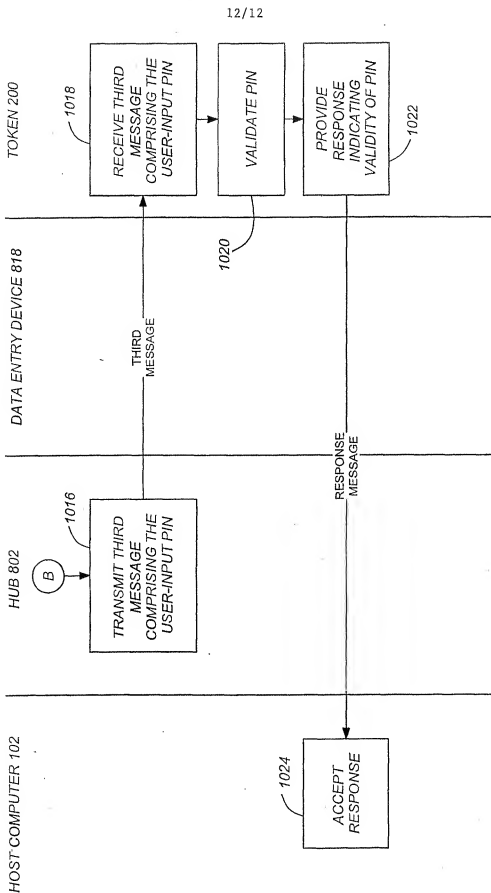 12/12
HOST COMPUTER 102
HUB 802
DATA ENTRY DEVICE 818
TOKEN 200
B
1016
TRANSMIT THIRD
MESSAGE
COMPRISING THE
USER-INPUT PIN
THIRD
MESSAGE
1018
RECEIVE THIRD
MESSAGE
COMPRISING THE
USER-INPUT PIN
VALIDATE PIN
1020
PROVIDE
RESPONSE
INDICATING
VALIDITY OF PIN
1022
RESPONSE
MESSAGE
1024
ACCEPT
RESPONSE